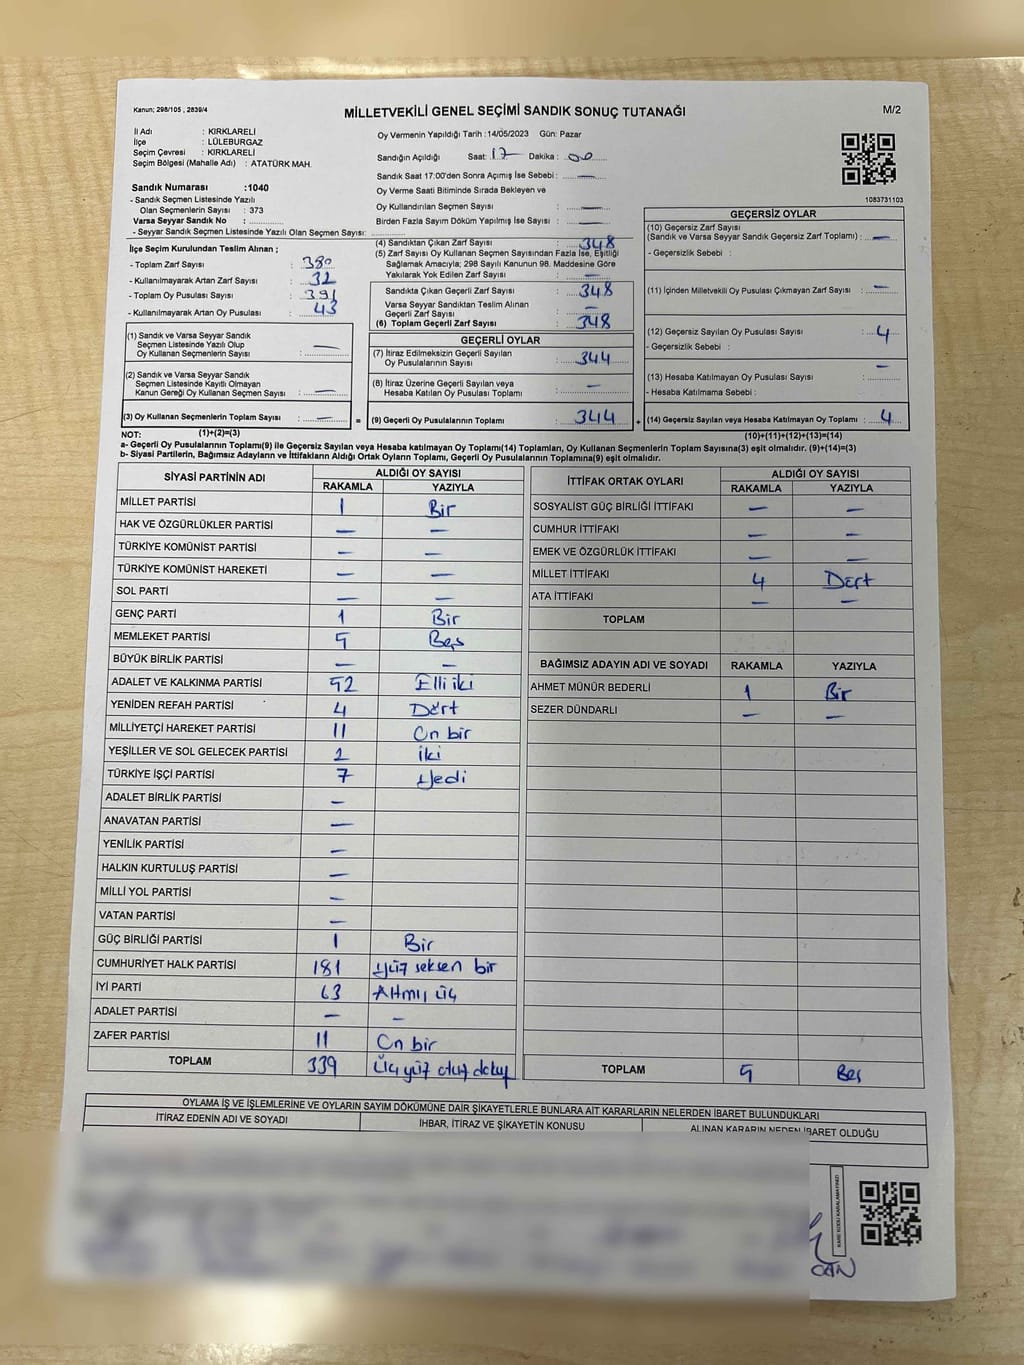 Kanun; 298/105 , 2839/4
MİLLETVEKİLİ GENEL SEÇİMİ SANDIK SONUÇ TUTANAĞI
M/2
İl Adı : KIRKLARELİ
İlçe : LÜLEBURGAZ
Seçim Çevresi : KIRKLARELİ
Seçim Bölgesi (Mahalle Adı) : ATATÜRK MAH.
Sandık Numarası :1040
- Sandık Seçmen Listesinde Yazılı
Olan Seçmenlerin Sayısı : 373
Varsa Seyyar Sandık No :
- Seyyar Sandık Seçmen Listesinde Yazılı Olan Seçmen Sayısı:
Oy Vermenin Yapıldığı Tarih : 14/05/2023 Gün: Pazar
Sandığın Açıldığı Saat: 17 Dakika : 00
Sandık Saat 17:00'den Sonra Açımış İse Sebebi : —
Oy Verme Saati Bitiminde Sırada Bekleyen ve
Oy Kullandırılan Seçmen Sayısı : —
Birden Fazla Sayım Döküm Yapılmış İse Sayısı : —
1083731103
İlçe Seçim Kurulundan Teslim Alınan ;
- Toplam Zarf Sayısı : 380
- Kullanılmayarak Artan Zarf Sayısı : 32
- Toplam Oy Pusulası Sayısı : 391
- Kullanılmayarak Artan Oy Pusulası : 43
(1) Sandık ve Varsa Seyyar Sandık
Seçmen Listesinde Yazılı Olup
Oy Kullanan Seçmenlerin Sayısı : —
(2) Sandık ve Varsa Seyyar Sandık
Seçmen Listesinde Kayıtlı Olmayan
Kanun Gereği Oy Kullanan Seçmen Sayısı : —
(3) Oy Kullanan Seçmenlerin Toplam Sayısı : — =
(1)+(2)=(3)
(4) Sandıktan Çıkan Zarf Sayısı : 348
(5) Zarf Sayısı Oy Kullanan Seçmen Sayısından Fazla İse, Eşitliği
Sağlamak Amacıyla; 298 Sayılı Kanunun 98. Maddesine Göre
Yakılarak Yok Edilen Zarf Sayısı : —
Sandıkta Çıkan Geçerli Zarf Sayısı : 348
Varsa Seyyar Sandıktan Teslim Alınan
Geçerli Zarf Sayısı : —
(6) Toplam Geçerli Zarf Sayısı : 348
GEÇERLİ OYLAR
(7) İtiraz Edilmeksizin Geçerli Sayılan
Oy Pusulalarının Sayısı : 344
(8) İtiraz Üzerine Geçerli Sayılan veya
Hesaba Katılan Oy Pusulası Toplamı : —
(9) Geçerli Oy Pusulalarının Toplamı : 344 +
GEÇERSİZ OYLAR
(10) Geçersiz Zarf Sayısı
(Sandık ve Varsa Seyyar Sandık Geçersiz Zarf Toplamı) : —
- Geçersizlik Sebebi :
(11) İçinden Milletvekili Oy Pusulası Çıkmayan Zarf Sayısı : —
(12) Geçersiz Sayılan Oy Pusulası Sayısı : 4
- Geçersizlik Sebebi : —
(13) Hesaba Katılmayan Oy Pusulası Sayısı :
- Hesaba Katılmama Sebebi :
(14) Geçersiz Sayılan veya Hesaba Katılmayan Oy Toplamı : 4
(10)+(11)+(12)+(13)=(14)
NOT:
a- Geçerli Oy Pusulalarının Toplamı(9) ile Geçersiz Sayılan veya Hesaba katılmayan Oy Toplamı(14) Toplamları, Oy Kullanan Seçmenlerin Toplam Sayısına(3) eşit olmalıdır. (9)+(14)=(3)
b- Siyasi Partilerin, Bağımsız Adayların ve İttifakların Aldığı Ortak Oyların Toplamı, Geçerli Oy Pusulalarının Toplamına(9) eşit olmalıdır.
SİYASİ PARTİNİN ADI ALDIĞI OY SAYISI
RAKAMLA YAZIYLA
MİLLET PARTİSİ 1 Bir
HAK VE ÖZGÜRLÜKLER PARTİSİ — —
TÜRKİYE KOMÜNİST PARTİSİ — —
TÜRKİYE KOMÜNİST HAREKETİ — —
SOL PARTİ — —
GENÇ PARTİ 1 Bir
MEMLEKET PARTİSİ 5 Beş
BÜYÜK BİRLİK PARTİSİ — —
ADALET VE KALKINMA PARTİSİ 52 Elli iki
YENİDEN REFAH PARTİSİ 4 Dört
MİLLİYETÇİ HAREKET PARTİSİ 11 On bir
YEŞİLLER VE SOL GELECEK PARTİSİ 2 iki
TÜRKİYE İŞÇİ PARTİSİ 7 Yedi
ADALET BİRLİK PARTİSİ —
ANAVATAN PARTİSİ —
YENİLİK PARTİSİ —
HALKIN KURTULUŞ PARTİSİ —
MİLLİ YOL PARTİSİ —
VATAN PARTİSİ —
GÜÇ BİRLİĞİ PARTİSİ 1 Bir
CUMHURİYET HALK PARTİSİ 181 Yüz seksen bir
İYİ PARTİ 63 Altmış üç
ADALET PARTİSİ — —
ZAFER PARTİSİ 11 On bir
TOPLAM 339 Üç yüz otuz dokuz
İTTİFAK ORTAK OYLARI ALDIĞI OY SAYISI
RAKAMLA YAZIYLA
SOSYALİST GÜÇ BİRLİĞİ İTTİFAKI — —
CUMHUR İTTİFAKI — —
EMEK VE ÖZGÜRLÜK İTTİFAKI — —
MİLLET İTTİFAKI 4 Dört
ATA İTTİFAKI — —
TOPLAM
BAĞIMSIZ ADAYIN ADI VE SOYADI RAKAMLA YAZIYLA
AHMET MÜNÜR BEDERLİ 1 Bir
SEZER DÜNDARLI — —
TOPLAM 5 Beş
OYLAMA İŞ VE İŞLEMLERİNE VE OYLARIN SAYIM DÖKÜMÜNE DAİR ŞİKAYETLERLE BUNLARA AİT KARARLARIN NELERDEN İBARET BULUNDUKLARI
İTİRAZ EDENİN ADI VE SOYADI İHBAR, İTİRAZ VE ŞİKAYETİN KONUSU ALINAN KARARIN NEDEN İBARET OLDUĞU
KARE KODU KARALAMAYINIZ!
CAN